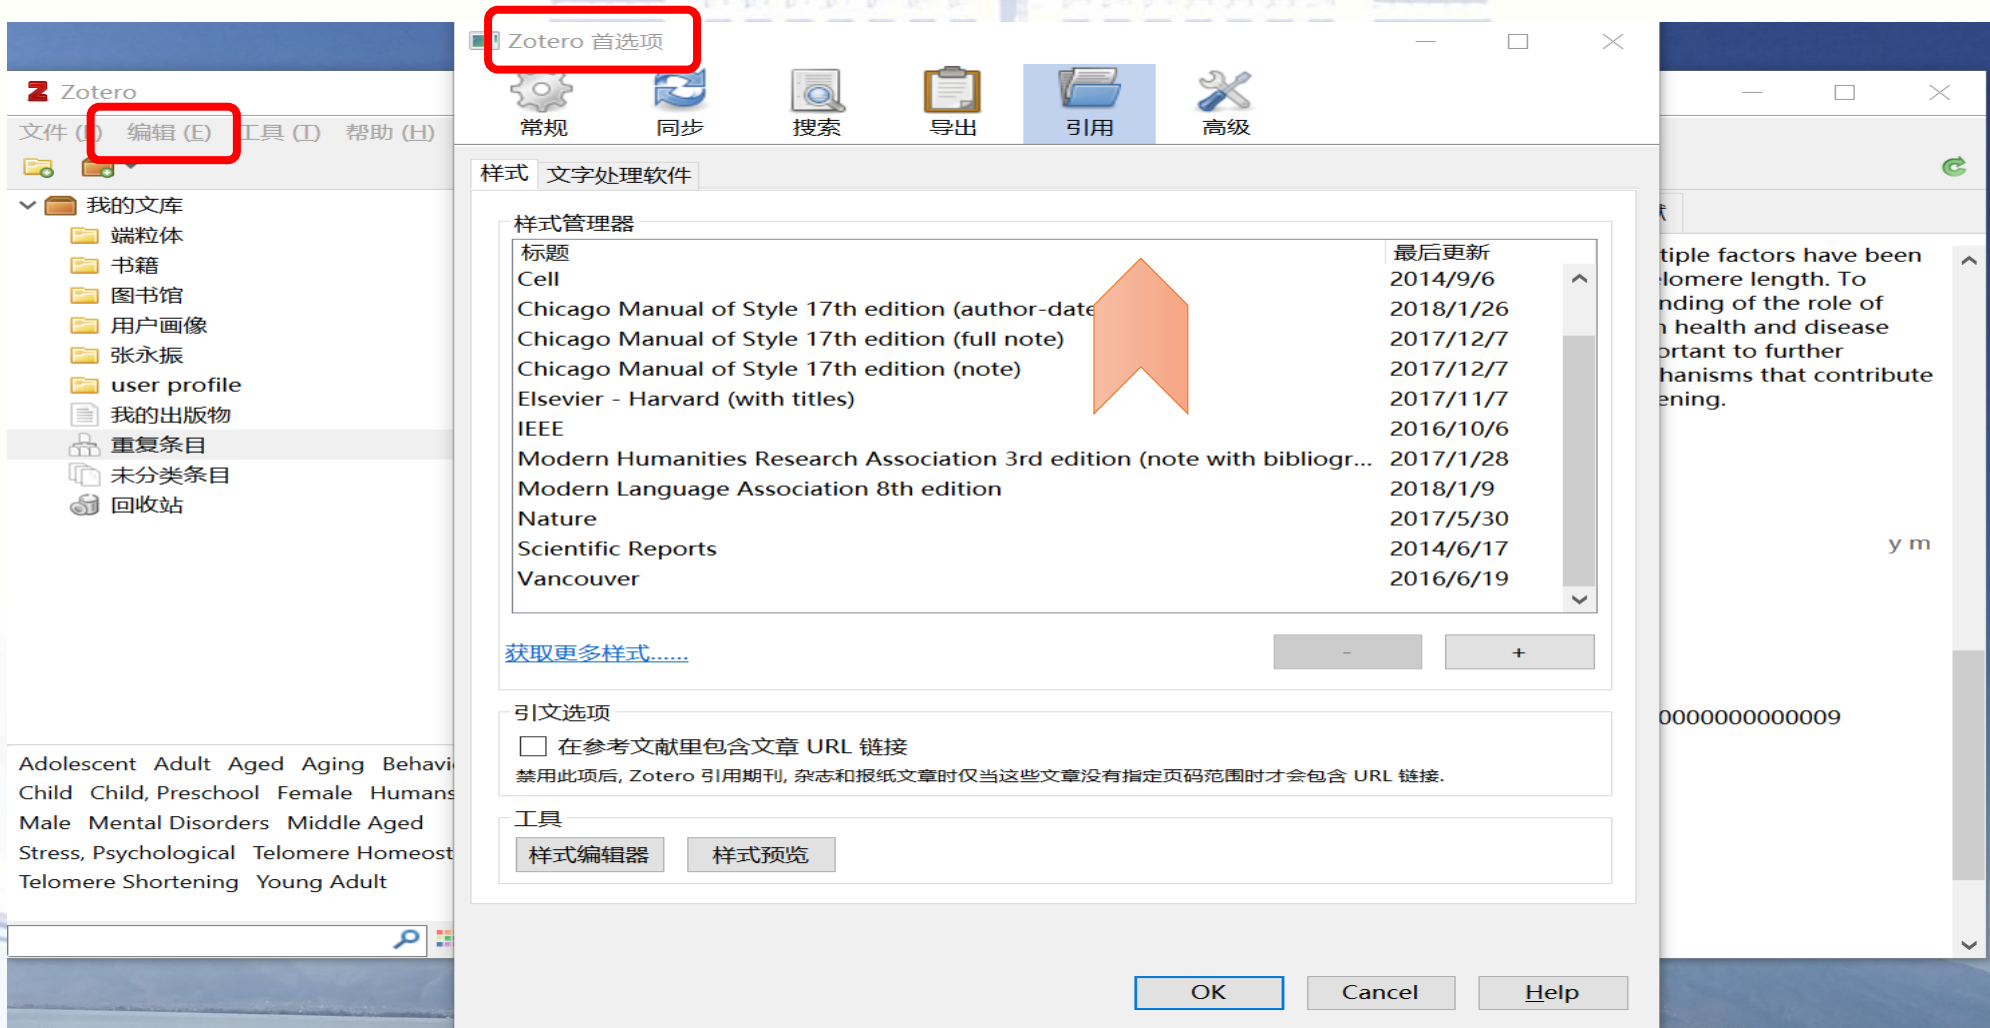 Zotero 首选项
Zotero
文件 ( 编辑 (E) 工具 (T) 帮助 (H)
常规 同步 搜索 导出 引用 高级
样式 文字处理软件
我的文库
端粒体
书籍
图书馆
用户画像
张永振
user profile
我的出版物
重复条目
未分类条目
回收站
样式管理器
标题 最后更新
Cell 2014/9/6
Chicago Manual of Style 17th edition (author-date 2018/1/26
Chicago Manual of Style 17th edition (full note) 2017/12/7
Chicago Manual of Style 17th edition (note) 2017/12/7
Elsevier - Harvard (with titles) 2017/11/7
IEEE 2016/10/6
Modern Humanities Research Association 3rd edition (note with bibliogr... 2017/1/28
Modern Language Association 8th edition 2018/1/9
Nature 2017/5/30
Scientific Reports 2014/6/17
Vancouver 2016/6/19
获取更多样式......
- +
引文选项
在参考文献里包含文章 URL 链接
禁用此项后, Zotero 引用期刊, 杂志和报纸文章时仅当这些文章没有指定页码范围时才会包含 URL 链接.
工具
样式编辑器 样式预览
OK Cancel Help
tiple factors have been
lomere length. To
nding of the role of
health and disease
ortant to further
hanisms that contribute
ening.
y m
0000000000009
Adolescent Adult Aged Aging Behavi
Child Child, Preschool Female Humans
Male Mental Disorders Middle Aged
Stress, Psychological Telomere Homeost
Telomere Shortening Young Adult